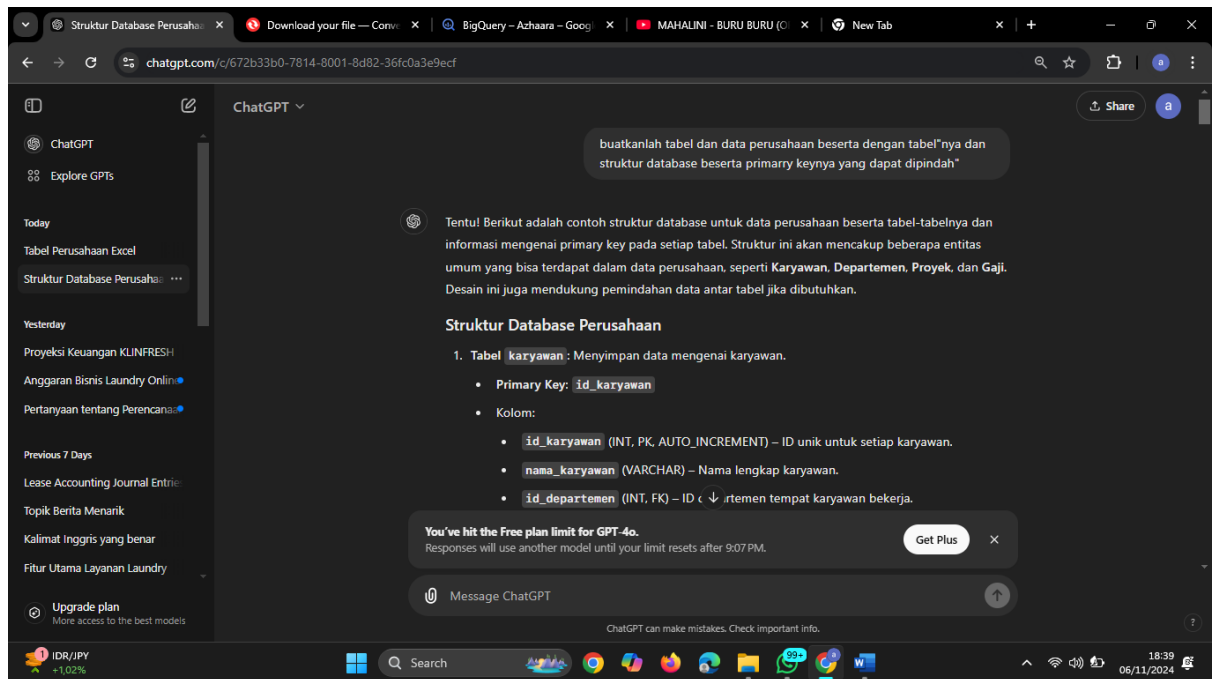 Struktur Database Perusahaa
Download your file — Conve
BigQuery – Azhaara – Googl
MAHALINI - BURU BURU (O
New Tab
chatgpt.com/c/672b33b0-7814-8001-8d82-36fc0a3e9ecf
a
ChatGPT
Share
a
ChatGPT
Explore GPTs
Today
Tabel Perusahaan Excel
Struktur Database Perusahaa
Yesterday
Proyeksi Keuangan KLINFRESH
Anggaran Bisnis Laundry Online
Pertanyaan tentang Perencanaa
Previous 7 Days
Lease Accounting Journal Entries
Topik Berita Menarik
Kalimat Inggris yang benar
Fitur Utama Layanan Laundry
Upgrade plan
More access to the best models
buatkanlah tabel dan data perusahaan beserta dengan tabel"nya dan
struktur database beserta primarry keynya yang dapat dipindah"
Tentu! Berikut adalah contoh struktur database untuk data perusahaan beserta tabel-tabelnya dan
informasi mengenai primary key pada setiap tabel. Struktur ini akan mencakup beberapa entitas
umum yang bisa terdapat dalam data perusahaan, seperti Karyawan, Departemen, Proyek, dan Gaji.
Desain ini juga mendukung pemindahan data antar tabel jika dibutuhkan.
Struktur Database Perusahaan
1. Tabel karyawan : Menyimpan data mengenai karyawan.
• Primary Key: id_karyawan
• Kolom:
• id_karyawan (INT, PK, AUTO_INCREMENT) – ID unik untuk setiap karyawan.
• nama_karyawan (VARCHAR) – Nama lengkap karyawan.
• id_departemen (INT, FK) – ID artemen tempat karyawan bekerja.
You've hit the Free plan limit for GPT-4o.
Responses will use another model until your limit resets after 9:07 PM.
Get Plus
Message ChatGPT
ChatGPT can make mistakes. Check important info.
?
1
IDR/JPY
+1,02%
Search
99+
18:39
06/11/2024